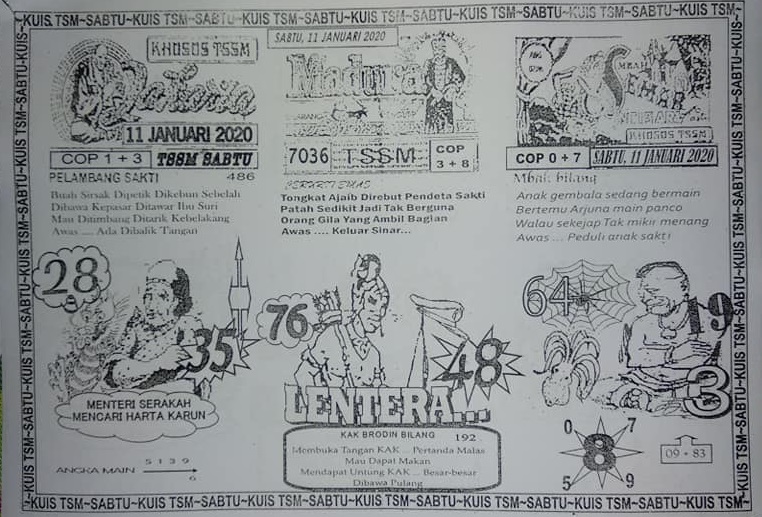 KUIS TSM~SABTU~KUIS TSM~SABTU~KUIS TSM~SABTU~KUIS TSM~SABTU~KUIS TSM~SABTU~KUIS TSM~SABTU~KUIS
KHUSUS TSSM
11 JANUARI 2020
COP 1 + 3 TSSM SABTU
PELAMBANG SAKTI 486
Buah Sirsak Dipetik Dikebun Sebelah
Dibawa Kepasar Ditawar Ibu Suri
Mau Ditimbang Ditarik Kebelakang
Awas .... Ada Dibalik Tangan
SABTU, 11 JANUARI 2020
Madura
7036 TSSM COP 3 + 8
Tongkat Ajaib Direbut Pendeta Sakti
Patah Sedikit Jadi Tak Berguna
Orang Gila Yang Ambil Bagian
Awas .... Keluar Sinar...
MBAH
KHUSUS TSSM
COP 0 + 7 SABTU, 11 JANUARI 2020
Mbah bilang
Anak gembala sedang bermain
Bertemu Arjuna main panco
Walau sekejap Tak mikir menang
Awas ... Peduli anak sakti
28
35
MENTERI SERAKAH
MENCARI HARTA KARUN
ANGKA MAIN 5 1 3 9
6
76
48
LENTERA...
KAK BRODIN BILANG 192
Membuka Tangan KAK ... Pertanda Malas
Mau Dapat Makan
Mendapat Untung KAK ... Besar-besar
Dibawa Pulang
64
19
3
0 7
8
5 9
09 + 83
KUIS TSM~SABTU~KUIS TSM~SABTU~KUIS TSM~SABTU~KUIS TSM~SABTU~KUIS TSM~SABTU~KUIS TSM~SABTU~KUIS TSM~